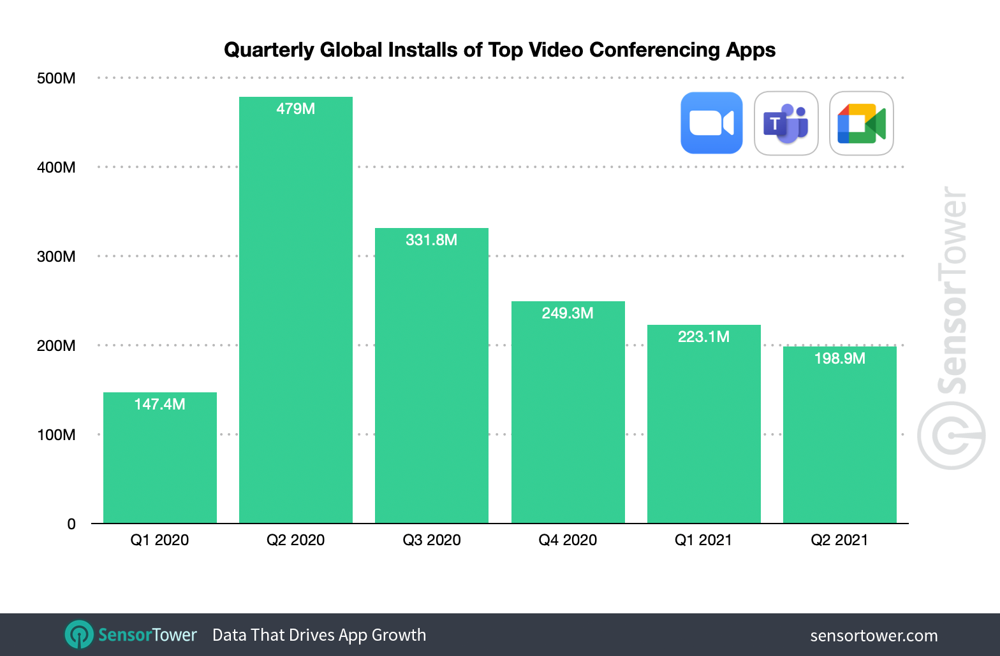 Quarterly Global Installs of Top Video Conferencing Apps
500M
400M
300M
200M
100M
0
479M
331.8M
249.3M
223.1M
198.9M
147.4M
T
Q1 2020
Q2 2020
Q3 2020
Q4 2020
Q1 2021
Q2 2021
SensorTower
SensorTower
Data That Drives App Growth
sensortower.com